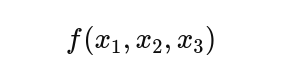 f(x₁, x₂, x₃)